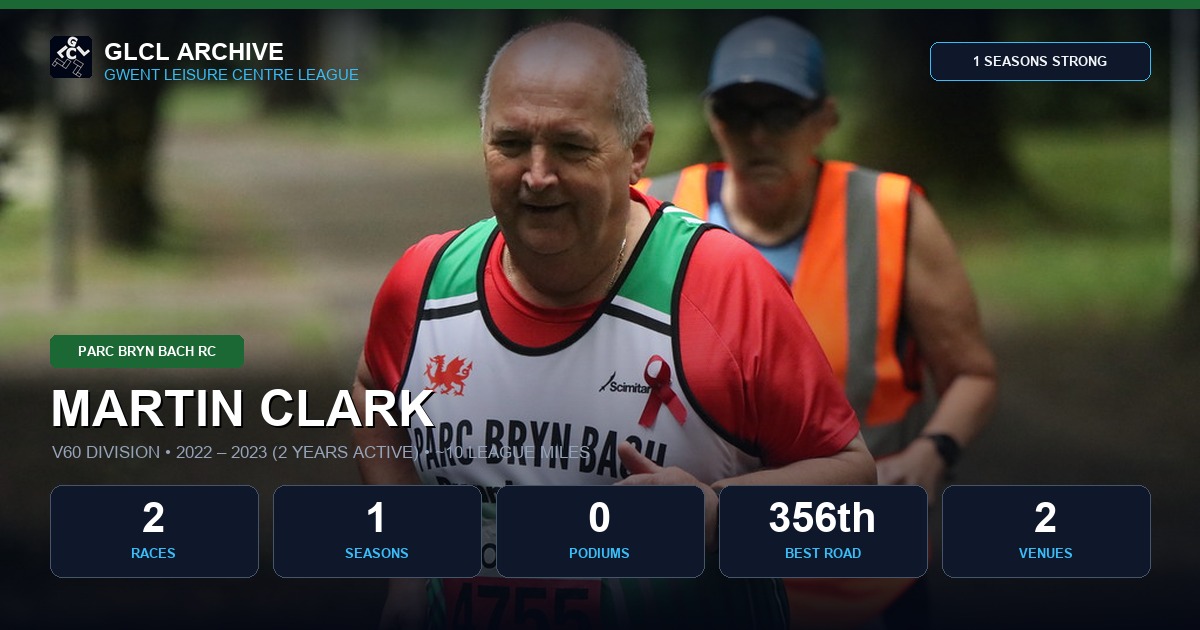 GLCL ARCHIVE
GWENT LEISURE CENTRE LEAGUE
1 SEASONS STRONG
Scimitar
PARC BRYN BACH RC
MARTIN CLARK
PARC BRYN BACH
V60 DIVISION • 2022 – 2023 (2 YEARS ACTIVE) • ~10 LEAGUE MILES
2
RACES
1
SEASONS
0
PODIUMS
356th
BEST ROAD
2
VENUES
4755